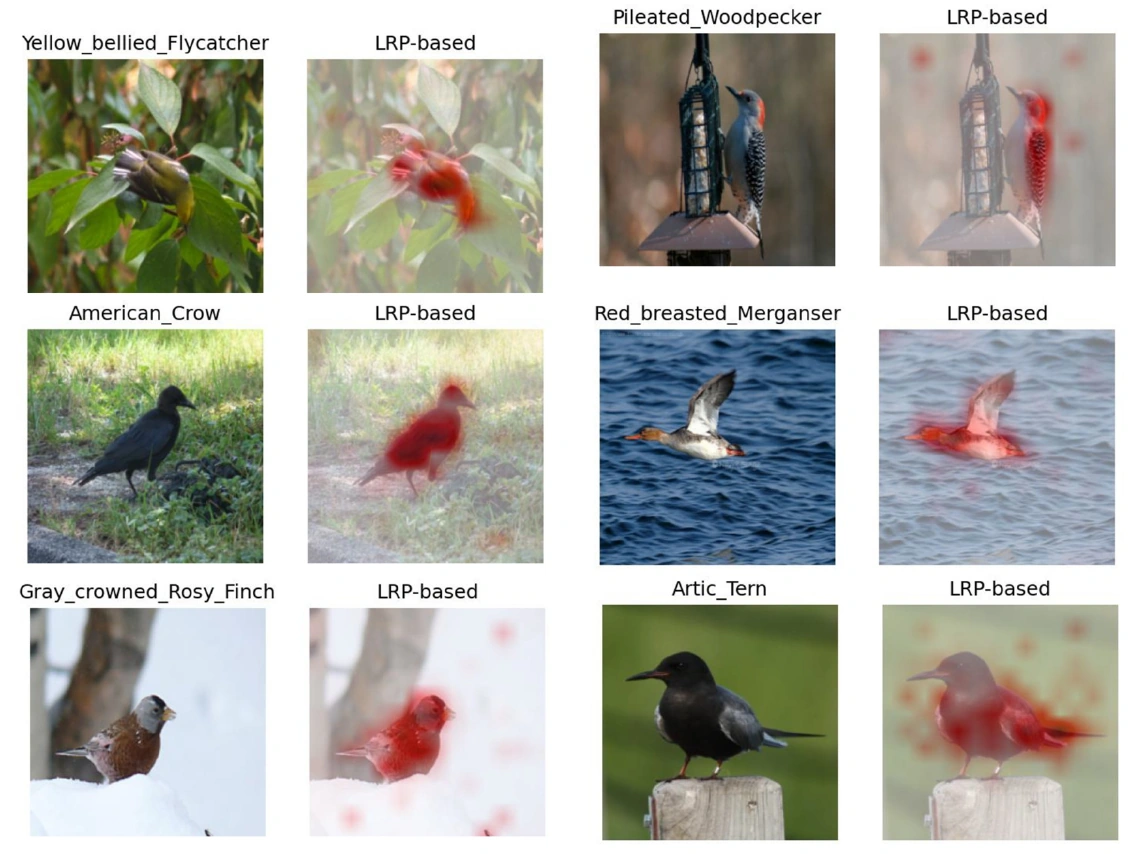 Yellow_bellied_Flycatcher
LRP-based
Pileated_Woodpecker
LRP-based
American_Crow
LRP-based
Red_breasted_Merganser
LRP-based
Gray_crowned_Rosy_Finch
LRP-based
Artic_Tern
LRP-based